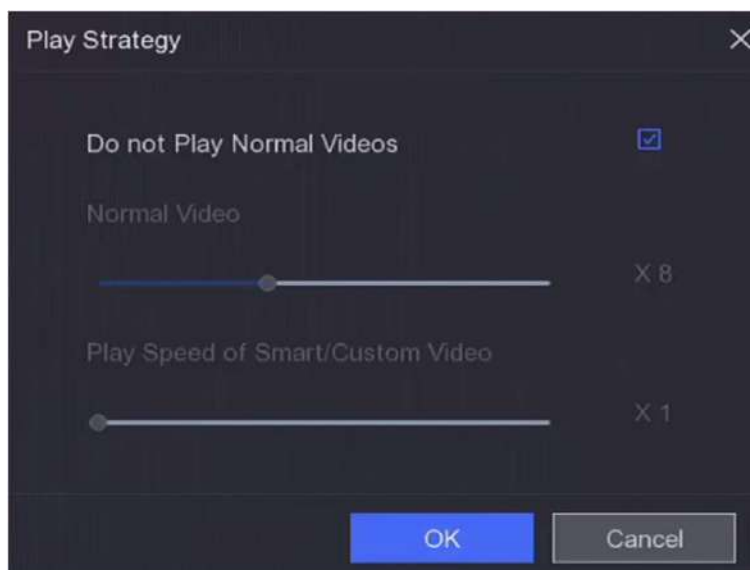 Play Strategy
Do not Play Normal Videos
Normal Video
X 8
Play Speed of Smart/Custom Video
X 1
OK
Cancel